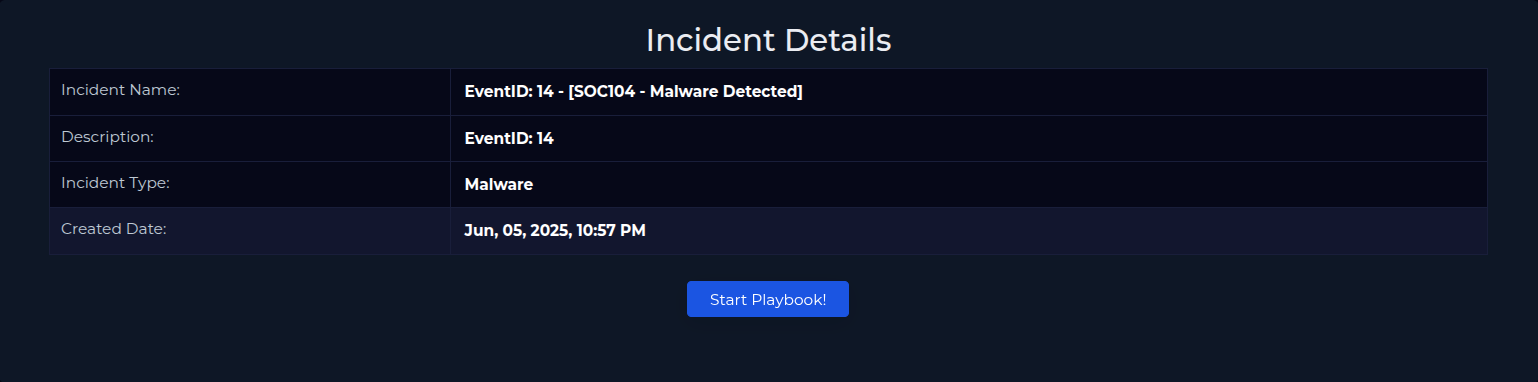 Incident Details
Incident Name: EventID: 14 - [SOC104 - Malware Detected]
Description: EventID: 14
Incident Type: Malware
Created Date: Jun, 05, 2025, 10:57 PM
Start Playbook!